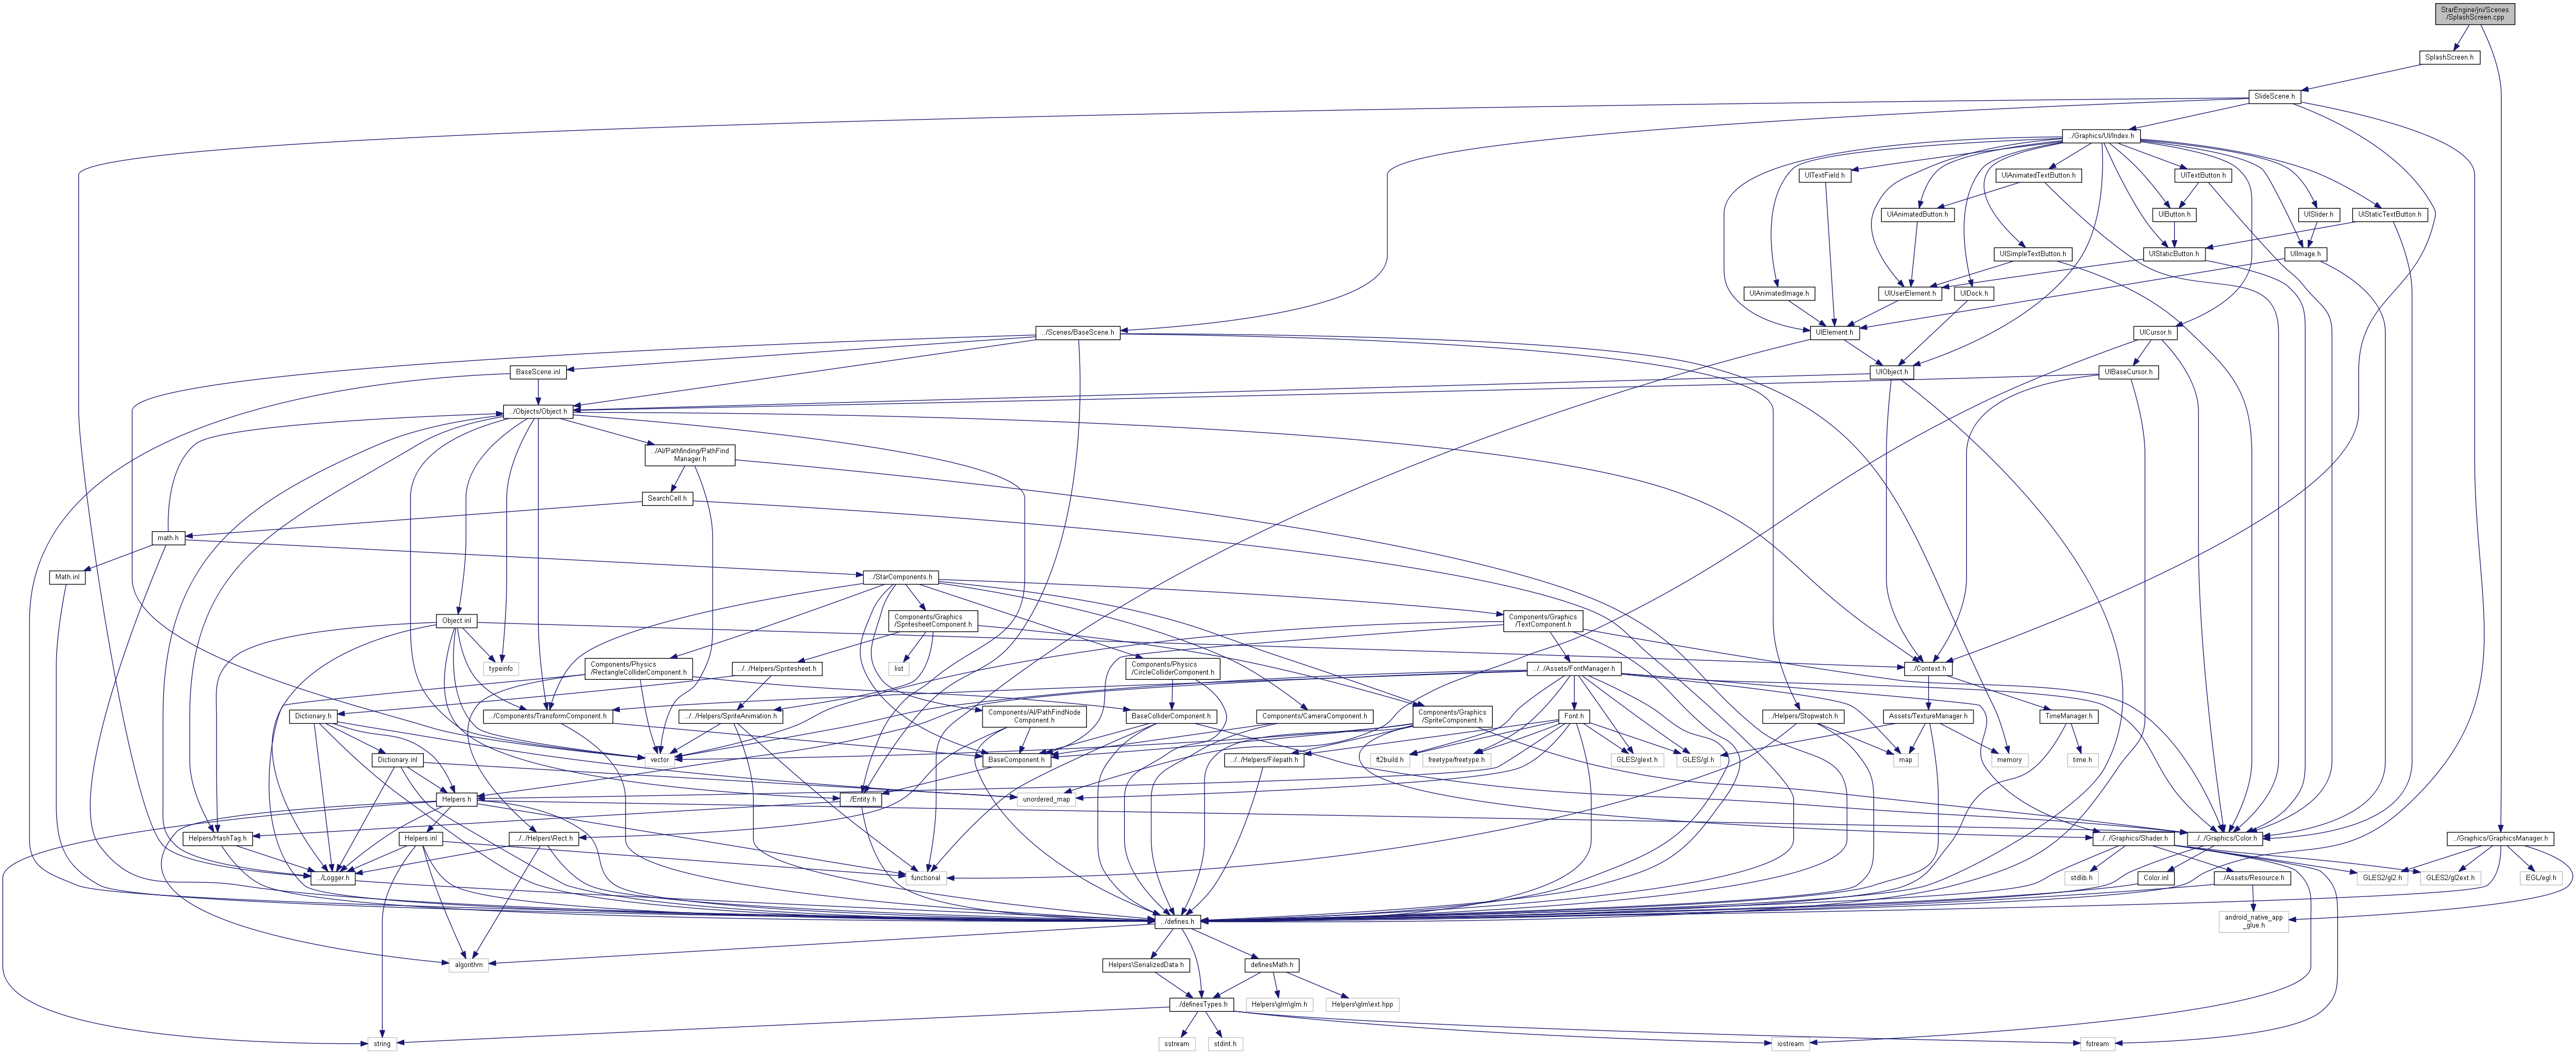 StarEngine/jni/Scenes
/SplashScreen.cpp
SplashScreen.h
SlideScene.h
../Graphics/UI/Index.h
UITextField.h
UIAnimatedTextButton.h
UITextButton.h
UIAnimatedButton.h
UIButton.h
UISlider.h
UIStaticTextButton.h
UISimpleTextButton.h
UIStaticButton.h
UIImage.h
UIAnimatedImage.h
UIUserElement.h
UIDock.h
../Scenes/BaseScene.h
UIElement.h
UICursor.h
BaseScene.inl
UIObject.h
UIBaseCursor.h
../Objects/Object.h
../AI/Pathfinding/PathFind
Manager.h
SearchCell.h
math.h
Math.inl
../StarComponents.h
Object.inl
Components/Graphics
/SpritesheetComponent.h
Components/Graphics
/TextComponent.h
typeinfo
Components/Physics
/RectangleColliderComponent.h
../../Helpers/Spritesheet.h
list
Components/Physics
/CircleColliderComponent.h
../../Assets/FontManager.h
../Context.h
Dictionary.h
../Components/TransformComponent.h
../../Helpers/SpriteAnimation.h
Components/AI/PathFindNode
Component.h
BaseColliderComponent.h
Components/CameraComponent.h
Components/Graphics
/SpriteComponent.h
Font.h
../Helpers/Stopwatch.h
Assets/TextureManager.h
TimeManager.h
Dictionary.inl
vector
BaseComponent.h
../../Helpers/Filepath.h
ft2build.h
freetype/freetype.h
GLES/glext.h
GLES/gl.h
map
memory
time.h
Helpers.h
../Entity.h
unordered_map
Helpers/HashTag.h
Helpers.inl
../../Helpers\Rect.h
../../Graphics/Shader.h
../../Graphics/Color.h
../Graphics/GraphicsManager.h
../Logger.h
functional
stdlib.h
Color.inl
../Assets/Resource.h
GLES2/gl2.h
GLES2/gl2ext.h
EGL/egl.h
../defines.h
android_native_app
_glue.h
algorithm
Helpers\SerializedData.h
definesMath.h
../definesTypes.h
Helpers\glm\glm.h
Helpers\glm\ext.hpp
string
sstream
stdint.h
iostream
fstream